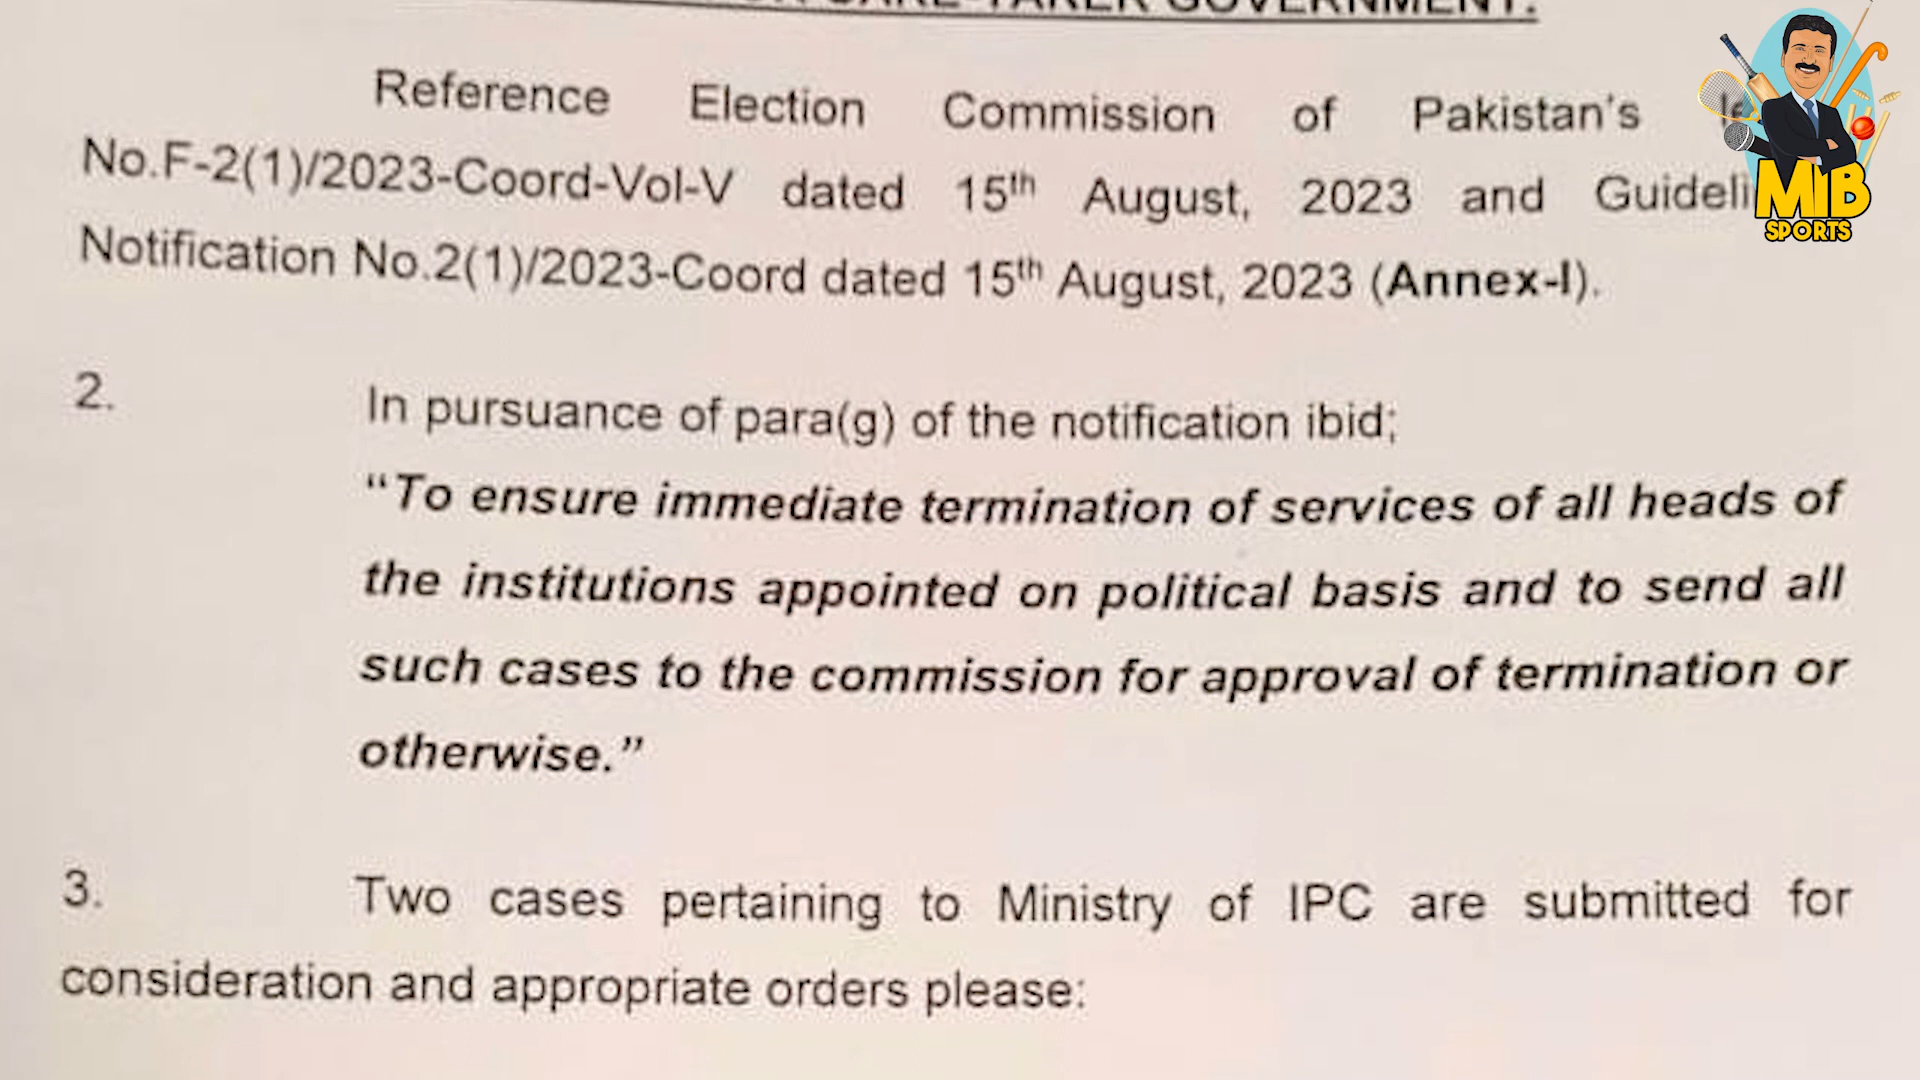 CARE-TAKER GOVERNMENT.
Reference Election Commission of Pakistan's
No.F-2(1)/2023-Coord-Vol-V dated 15th August, 2023 and
Notification No.2(1)/2023-Coord dated 15th August, 2023 (Annex-I).
2. In pursuance of para(g) of the notification ibid;
“To ensure immediate termination of services of all heads of
the institutions appointed on political basis and to send all
such cases to the commission for approval of termination or
otherwise.”
3. Two cases pertaining to Ministry of IPC are submitted for
consideration and appropriate orders please:
MIB
SPORTS